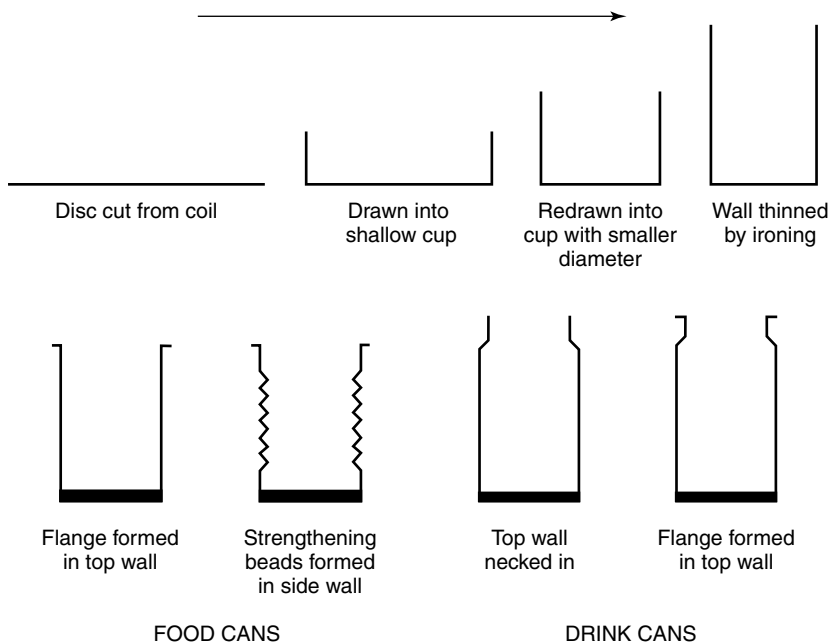 Disc cut from coil
Drawn into
shallow cup
Redrawn into
cup with smaller
diameter
Wall thinned
by ironing
Flange formed
in top wall
Strengthening
beads formed
in side wall
Top wall
necked in
Flange formed
in top wall
FOOD CANS
DRINK CANS